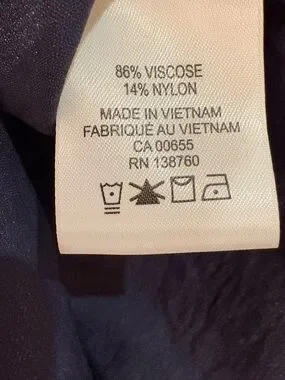 86% VISCOSE
14% NYLON
MADE IN VIETNAM
FABRIQUÉ AU VIETNAM
CA 00655
RN 138760